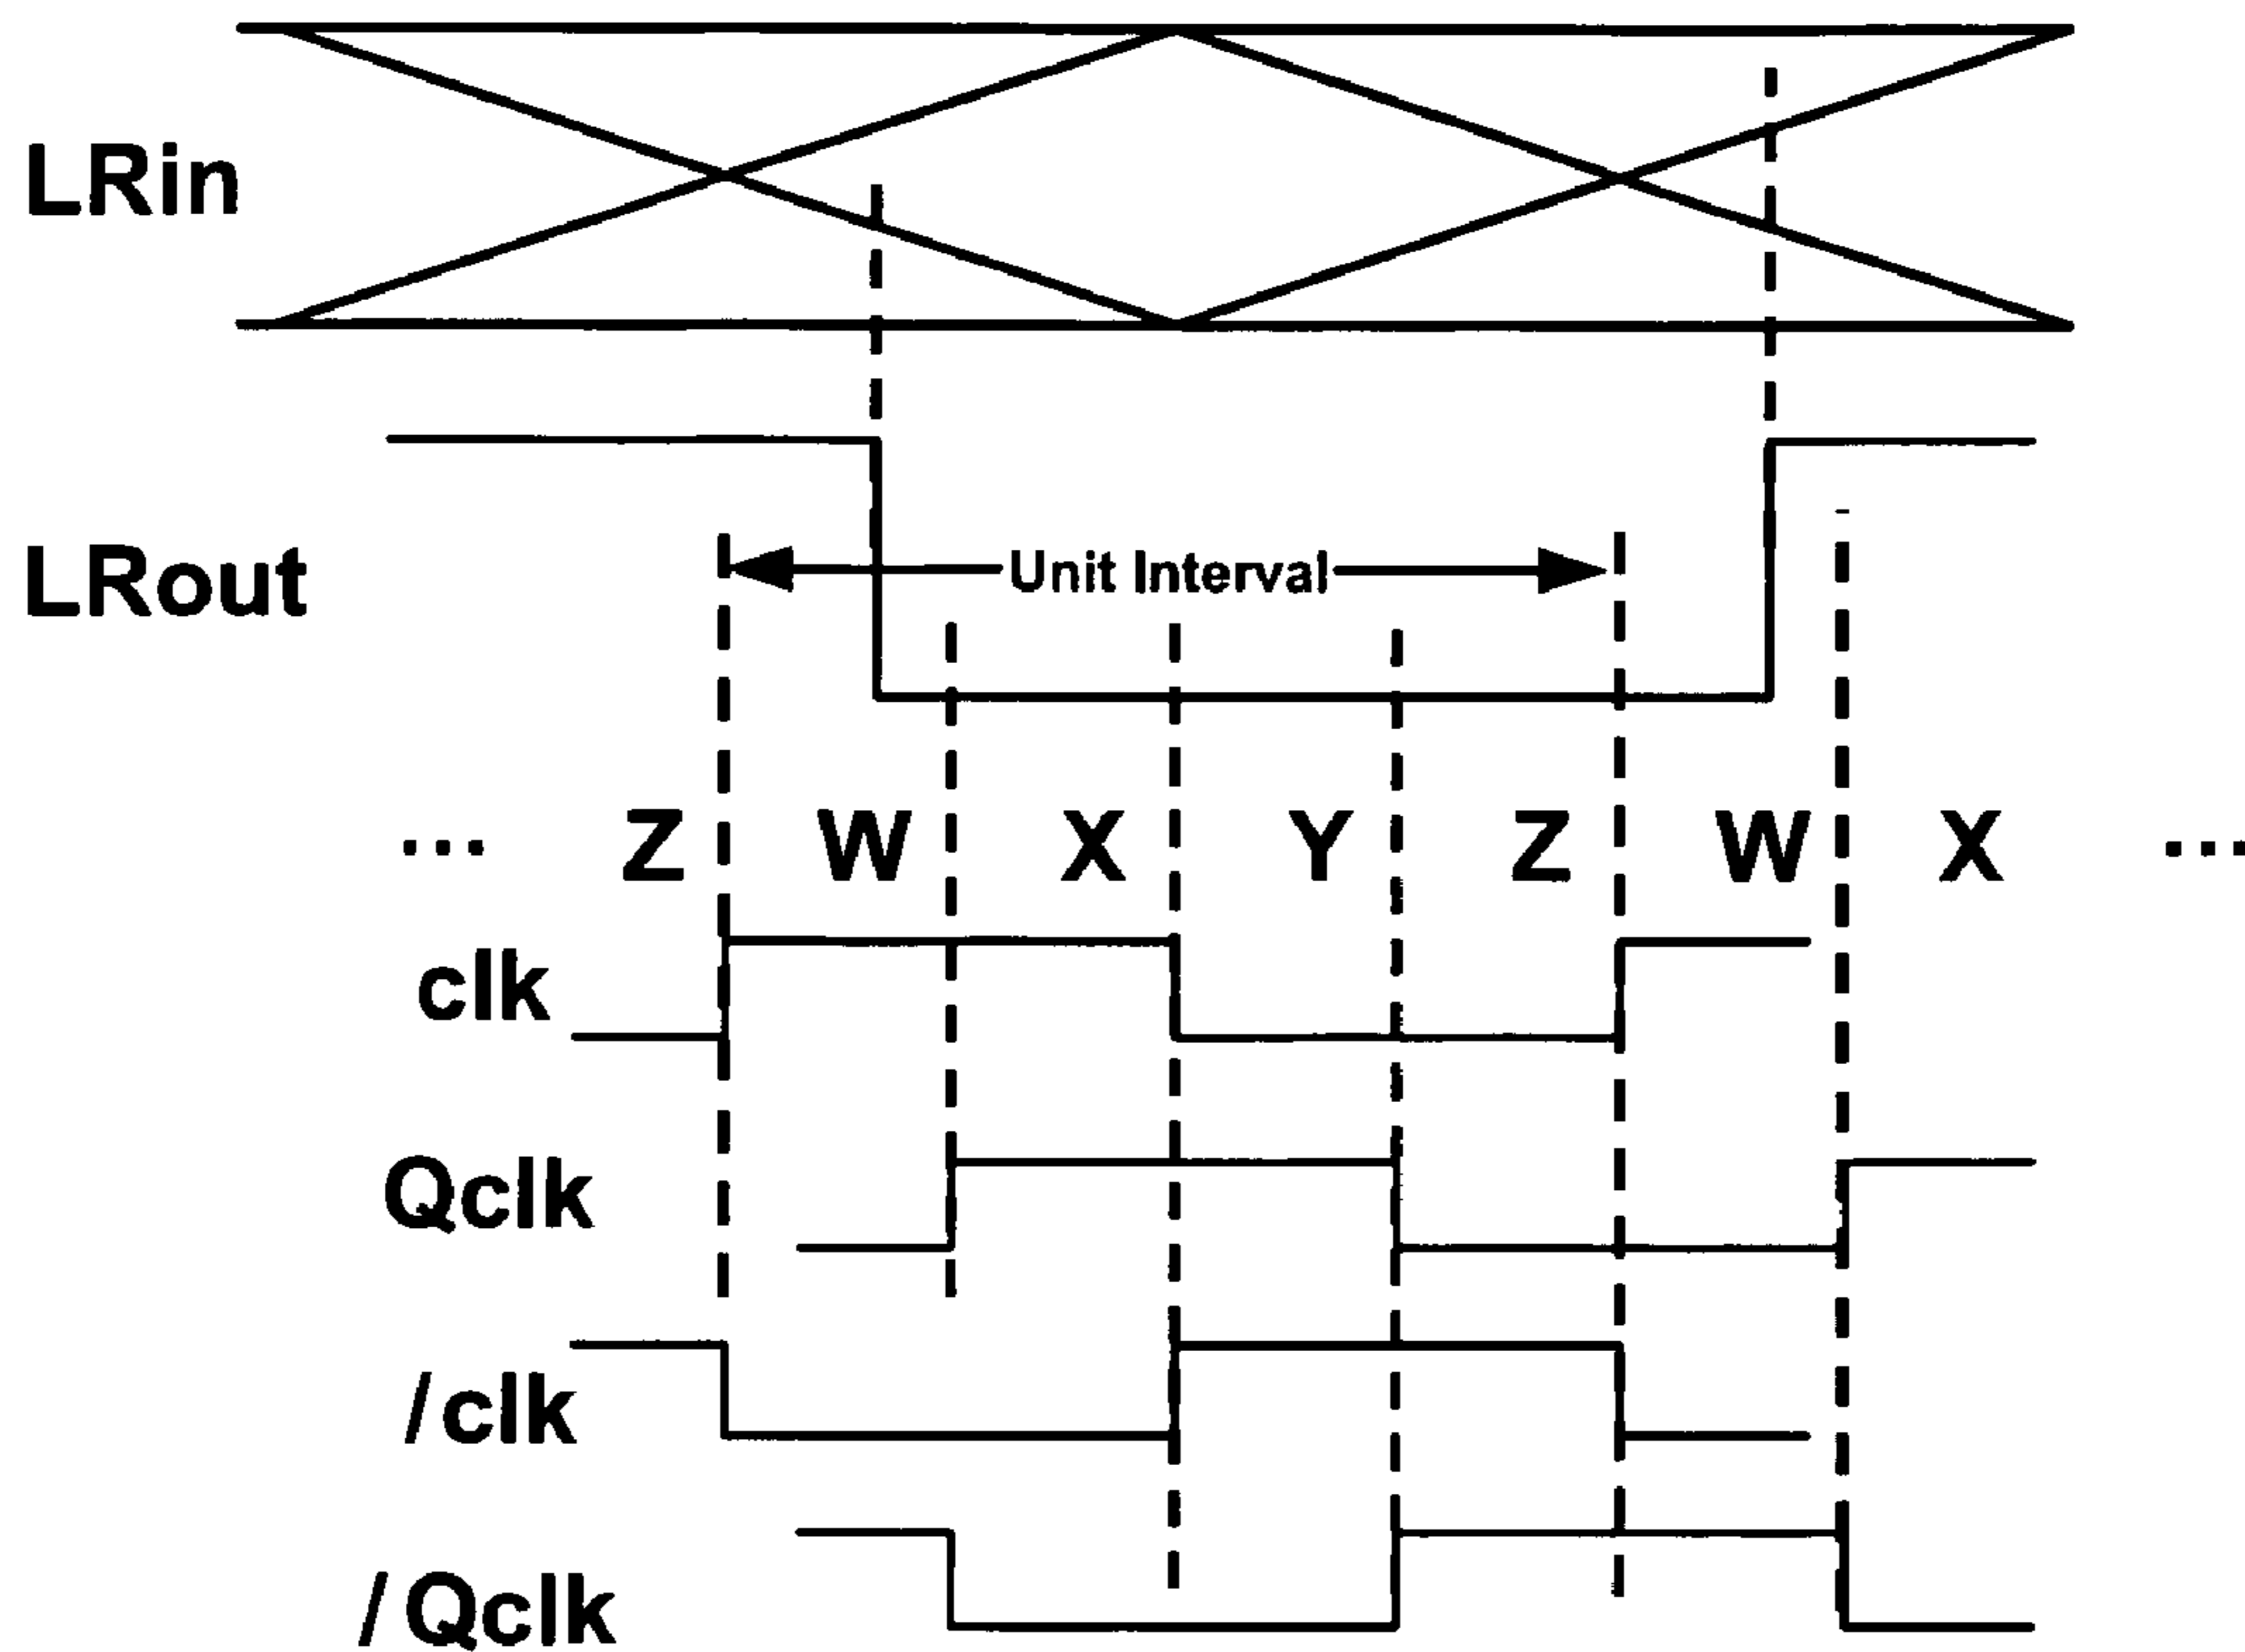 LRin
LRout
Unit Interval
... Z W X Y Z W X ...
clk
Qclk
/clk
/Qclk